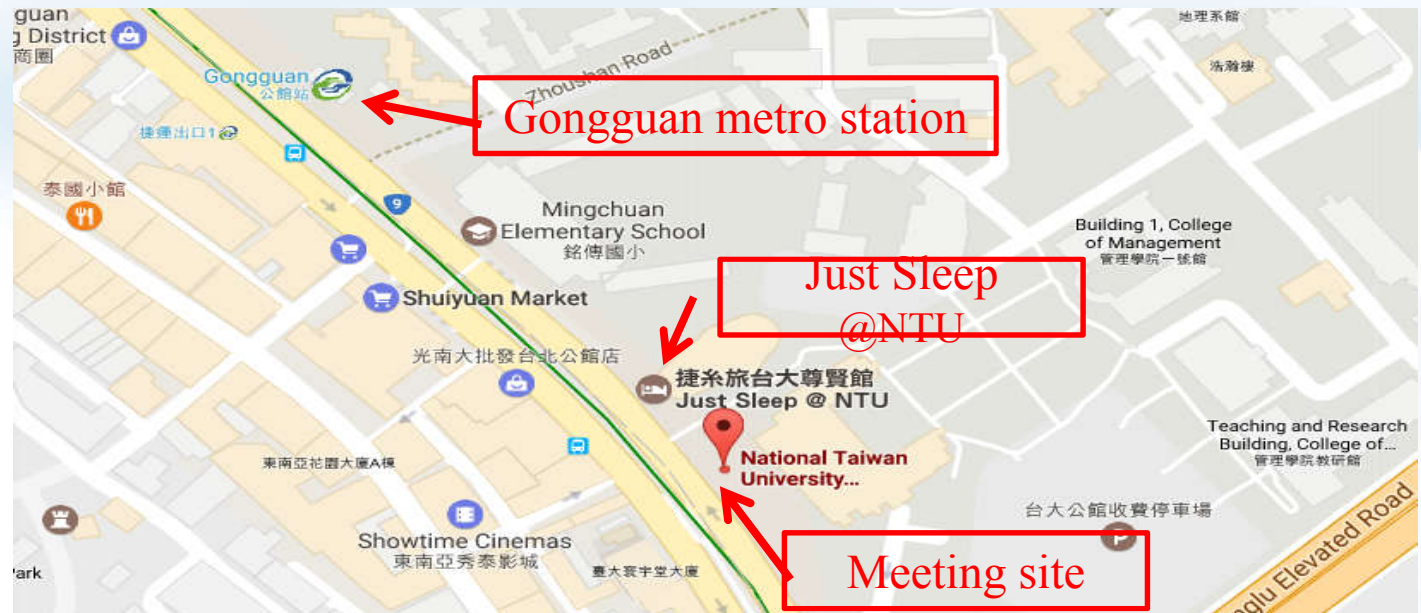 guan
g District
商圈
Gongguan
公館站
捷運出口1
Zhoushan Road
地理系館
浩瀚樓
Gongguan metro station
泰國小館
9
Mingchuan
Elementary School
銘傳國小
Building 1, College
of Management
管理學院一號館
Just Sleep
@NTU
Shuiyuan Market
光南大批發台北公館店
捷糸旅台大尊賢館
Just Sleep @ NTU
National Taiwan
University...
Teaching and Research
Building, College of...
管理學院教研館
東南亞花園大廈A棟
台大公館收費停車場
P
Showtime Cinemas
東南亞秀泰影城
臺大寰宇堂大廈
Meeting site
Park
aglu Elevated Road